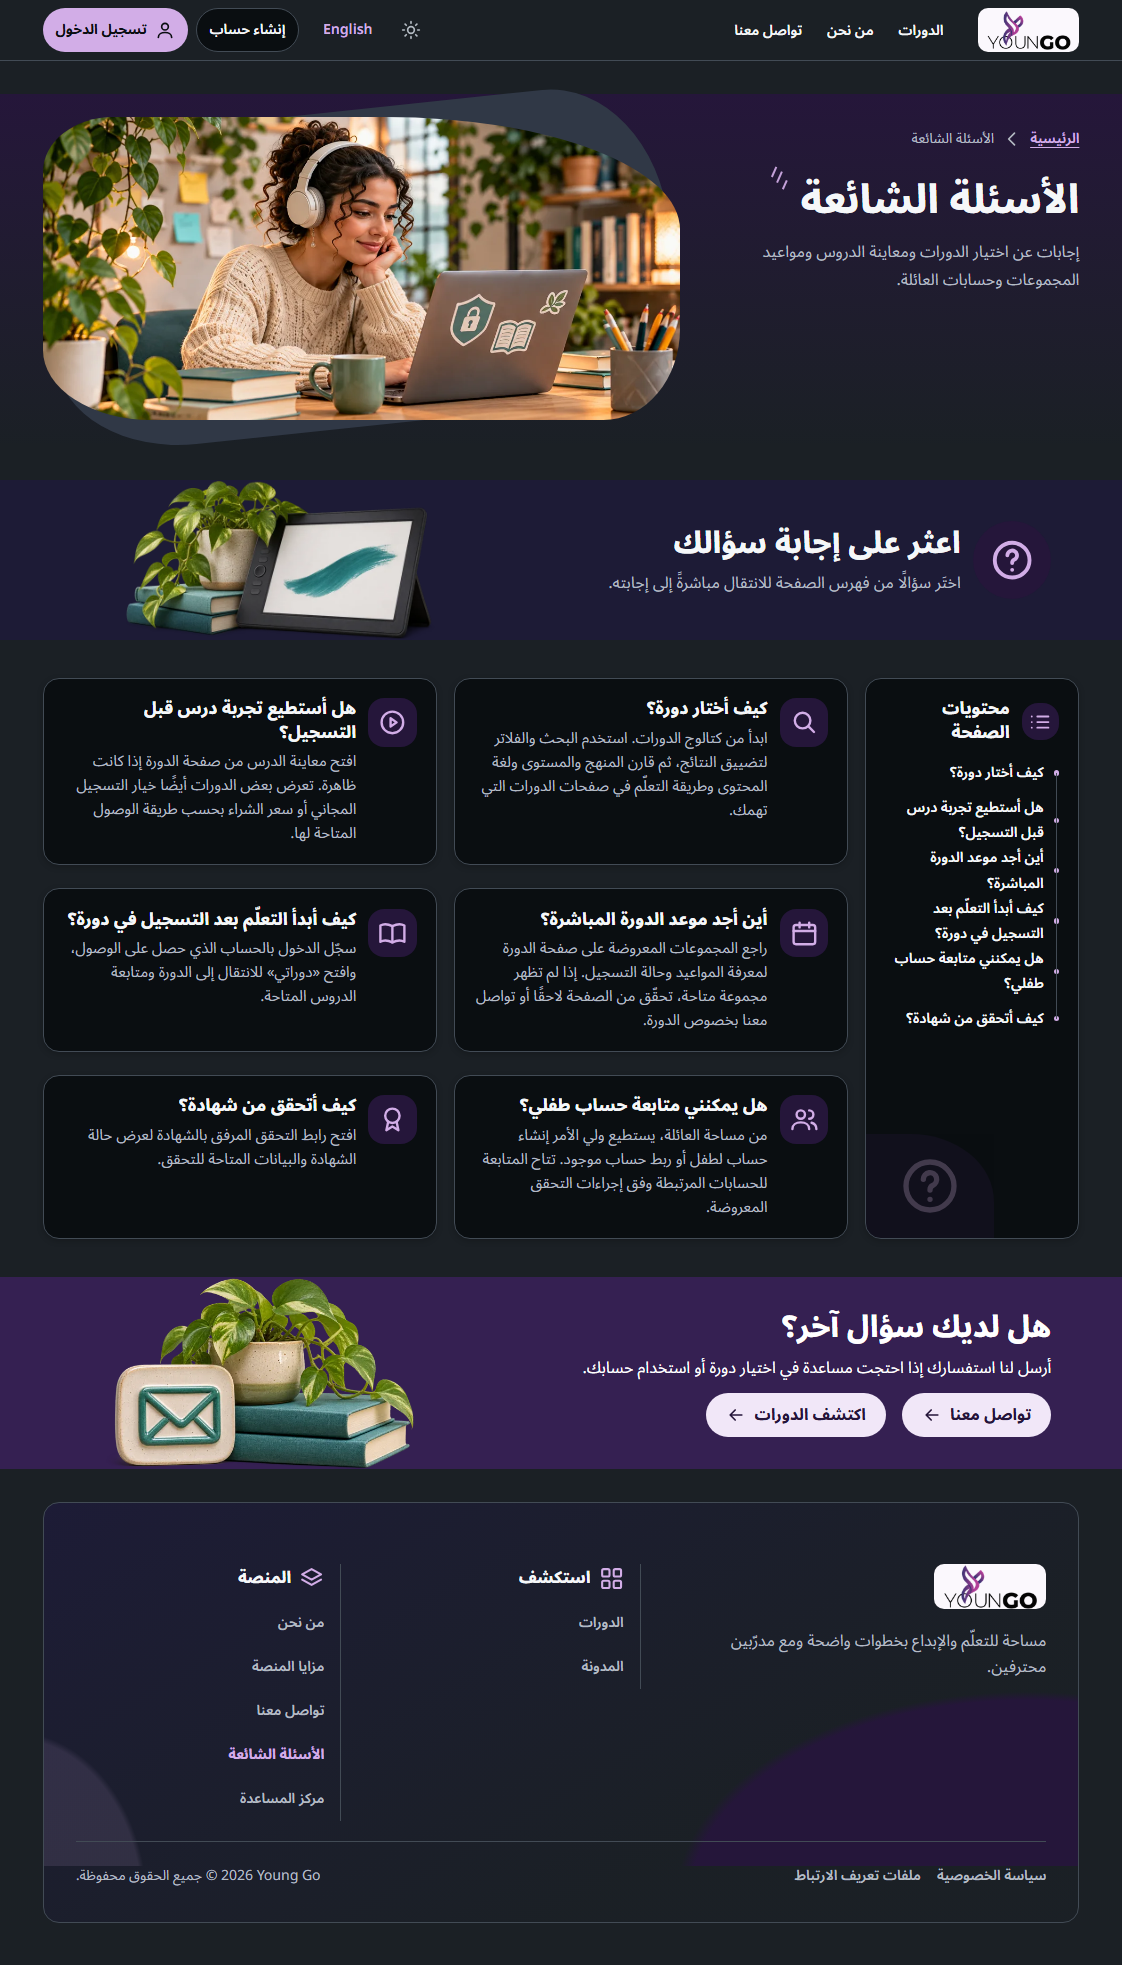 YOUNGO
الدورات
من نحن
تواصل معنا
English
إنشاء حساب
تسجيل الدخول
الرئيسية
الأسئلة الشائعة
الأسئلة الشائعة
إجابات عن اختيار الدورات ومعاينة الدروس ومواعيد
المجموعات وحسابات العائلة.
اعثر على إجابة سؤالك
اختَر سؤالًا من فهرس الصفحة للانتقال مباشرةً إلى إجابته.
محتويات
الصفحة
كيف أختار دورة؟
هل أستطيع تجربة درس
قبل التسجيل؟
أين أجد موعد الدورة
المباشرة؟
كيف أبدأ التعلّم بعد
التسجيل في دورة؟
هل يمكنني متابعة حساب
طفلي؟
كيف أتحقق من شهادة؟
كيف أختار دورة؟
ابدأ من كتالوج الدورات. استخدم البحث والفلاتر
لتضييق النتائج، ثم قارن المنهج والمستوى ولغة
المحتوى وطريقة التعلّم في صفحات الدورات التي
تهمك.
هل أستطيع تجربة درس قبل
التسجيل؟
افتح معاينة الدرس من صفحة الدورة إذا كانت
ظاهرة. تعرض بعض الدورات أيضًا خيار التسجيل
المجاني أو سعر الشراء بحسب طريقة الوصول
المتاحة لها.
أين أجد موعد الدورة المباشرة؟
راجع المجموعات المعروضة على صفحة الدورة
لمعرفة المواعيد وحالة التسجيل. إذا لم تظهر
مجموعة متاحة، تحقّق من الصفحة لاحقًا أو تواصل
معنا بخصوص الدورة.
كيف أبدأ التعلّم بعد التسجيل في دورة؟
سجّل الدخول بالحساب الذي حصل على الوصول،
وافتح «دوراتي» للانتقال إلى الدورة ومتابعة
الدروس المتاحة.
هل يمكنني متابعة حساب طفلي؟
من مساحة العائلة، يستطيع ولي الأمر إنشاء
حساب لطفل أو ربط حساب موجود. تتاح المتابعة
للحسابات المرتبطة وفق إجراءات التحقق
المعروضة.
كيف أتحقق من شهادة؟
افتح رابط التحقق المرفق بالشهادة لعرض حالة
الشهادة والبيانات المتاحة للتحقق.
هل لديك سؤال آخر؟
أرسل لنا استفسارك إذا احتجت مساعدة في اختيار دورة أو استخدام حسابك.
تواصل معنا
اكتشف الدورات
YOUNGO
مساحة للتعلّم والإبداع بخطوات واضحة ومع مدرّبين
محترفين.
استكشف
الدورات
المدونة
المنصة
من نحن
مزايا المنصة
تواصل معنا
الأسئلة الشائعة
مركز المساعدة
سياسة الخصوصية
ملفات تعريف الارتباط
Young Go 2026 © جميع الحقوق محفوظة.